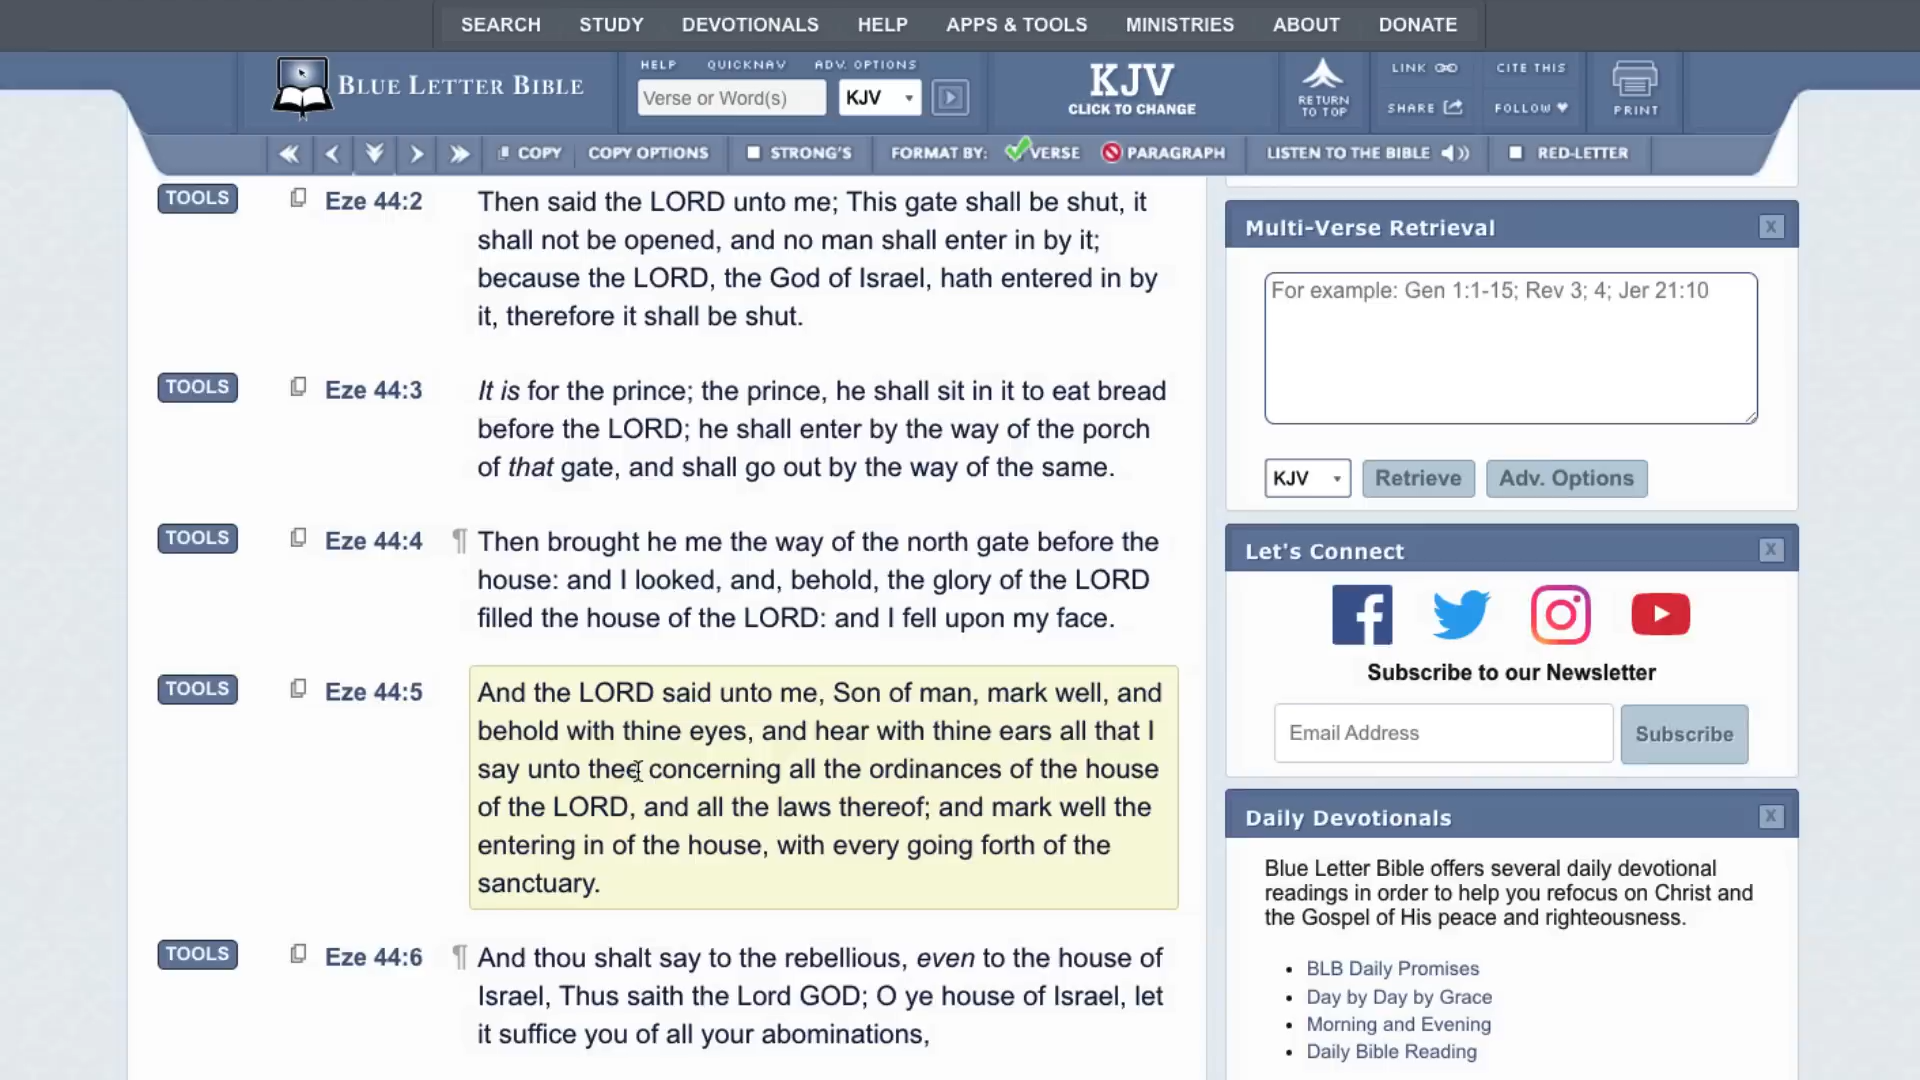 SEARCH STUDY DEVOTIONALS HELP APPS & TOOLS MINISTRIES ABOUT DONATE
BLUE LETTER BIBLE
HELP QUICKNAV ADV. OPTIONS
Verse or Word(s) KJV
KJV
CLICK TO CHANGE
RETURN
TO TOP
LINK
SHARE
CITE THIS
FOLLOW
PRINT
COPY COPY OPTIONS STRONG'S FORMAT BY: VERSE PARAGRAPH LISTEN TO THE BIBLE RED-LETTER
TOOLS Eze 44:2 Then said the LORD unto me; This gate shall be shut, it
shall not be opened, and no man shall enter in by it;
because the LORD, the God of Israel, hath entered in by
it, therefore it shall be shut.
TOOLS Eze 44:3 It is for the prince; the prince, he shall sit in it to eat bread
before the LORD; he shall enter by the way of the porch
of that gate, and shall go out by the way of the same.
TOOLS Eze 44:4 ¶ Then brought he me the way of the north gate before the
house: and I looked, and, behold, the glory of the LORD
filled the house of the LORD: and I fell upon my face.
TOOLS Eze 44:5 And the LORD said unto me, Son of man, mark well, and
behold with thine eyes, and hear with thine ears all that I
say unto thee concerning all the ordinances of the house
of the LORD, and all the laws thereof; and mark well the
entering in of the house, with every going forth of the
sanctuary.
TOOLS Eze 44:6 ¶ And thou shalt say to the rebellious, even to the house of
Israel, Thus saith the Lord GOD; O ye house of Israel, let
it suffice you of all your abominations,
Multi-Verse Retrieval X
For example: Gen 1:1-15; Rev 3; 4; Jer 21:10
KJV Retrieve Adv. Options
Let's Connect X
Subscribe to our Newsletter
Email Address Subscribe
Daily Devotionals X
Blue Letter Bible offers several daily devotional
readings in order to help you refocus on Christ and
the Gospel of His peace and righteousness.
• BLB Daily Promises
• Day by Day by Grace
• Morning and Evening
• Daily Bible Reading